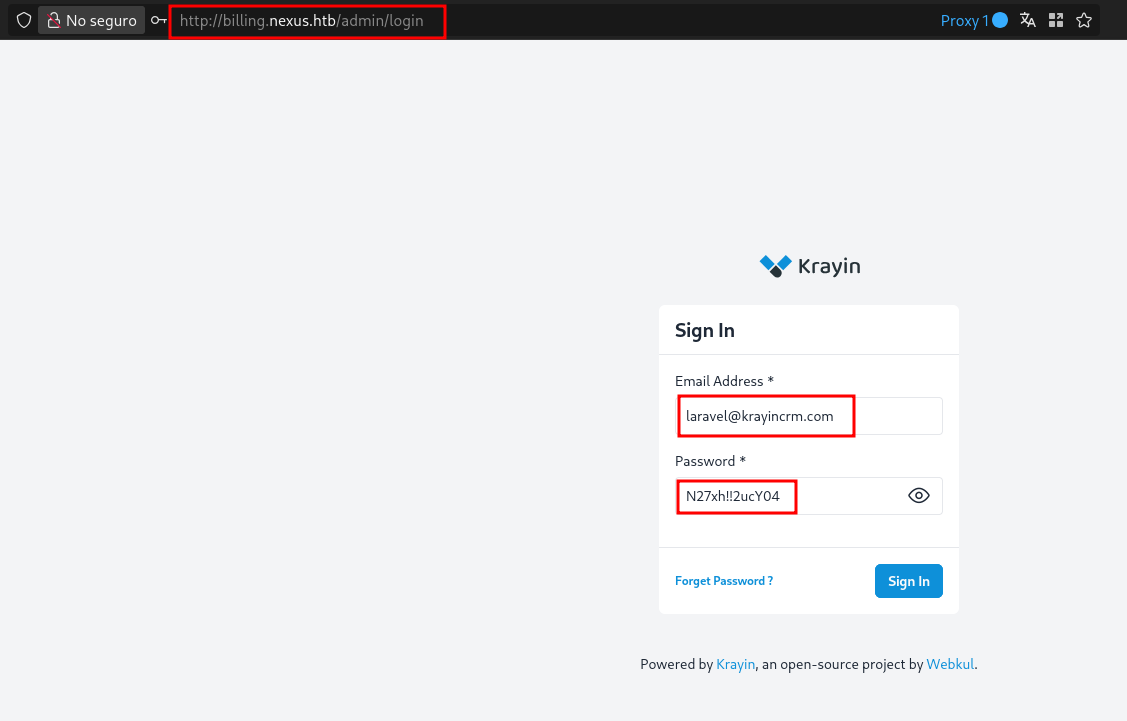 No seguro http://billing.nexus.htb/admin/login Proxy 1
Krayin
Sign In
Email Address *
laravel@krayincrm.com
Password *
N27xh!!2ucY04
Forget Password ? Sign In
Powered by Krayin, an open-source project by Webkul.